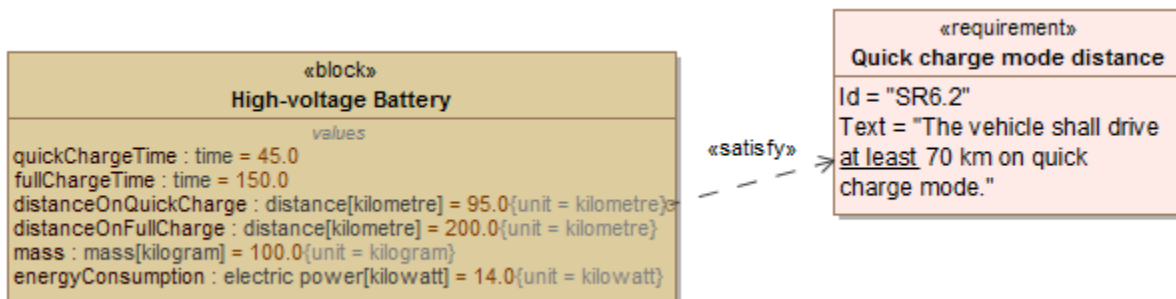 «block»
High-voltage Battery
values
quickChargeTime : time = 45.0
fullChargeTime : time = 150.0
distanceOnQuickCharge : distance[kilometre] = 95.0{unit = kilometre}
distanceOnFullCharge : distance[kilometre] = 200.0{unit = kilometre}
mass : mass[kilogram] = 100.0{unit = kilogram}
energyConsumption : electric power[kilowatt] = 14.0{unit = kilowatt}
«satisfy»
«requirement»
Quick charge mode distance
Id = "SR6.2"
Text = "The vehicle shall drive
at least 70 km on quick
charge mode."